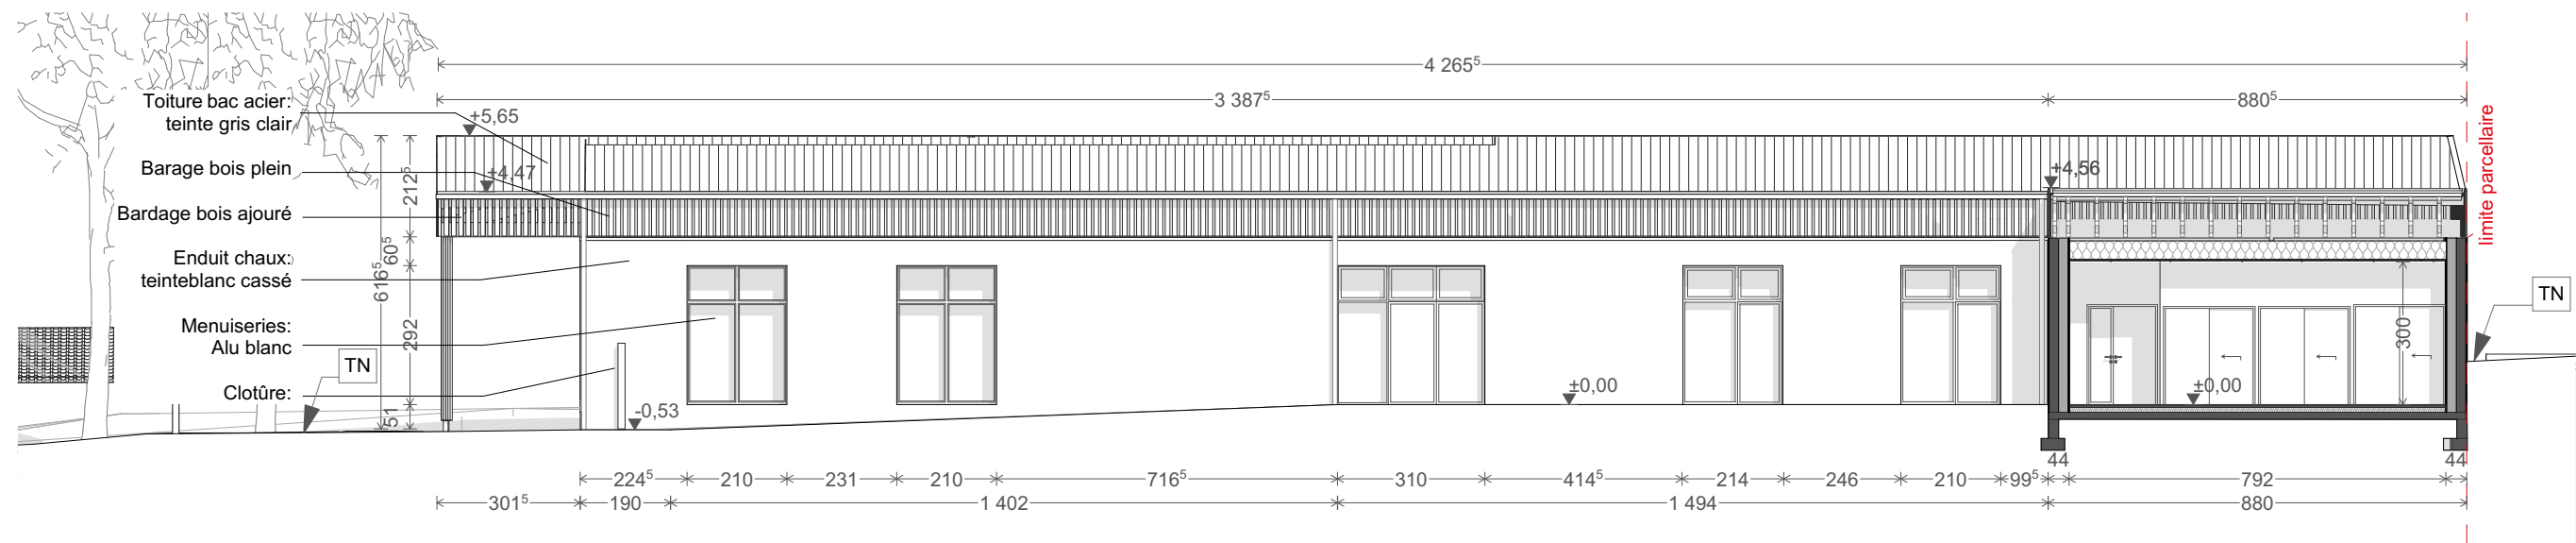 4 265⁵
3 387⁵
880⁵
Toiture bac acier:
teinte gris clair
+5,65
Barage bois plein
+4,47
+4,56
Bardage bois ajouré
Enduit chaux:
teinteblanc cassé
Menuiseries:
Alu blanc
Clotûre:
TN
212⁵
60⁵
616⁵
292
51
-0,53
±0,00
±0,00
300
limite parcellaire
TN
44
44
224⁵
210
231
210
716⁵
310
414⁵
214
246
210
99⁵
792
301⁵
190
1 402
1 494
880